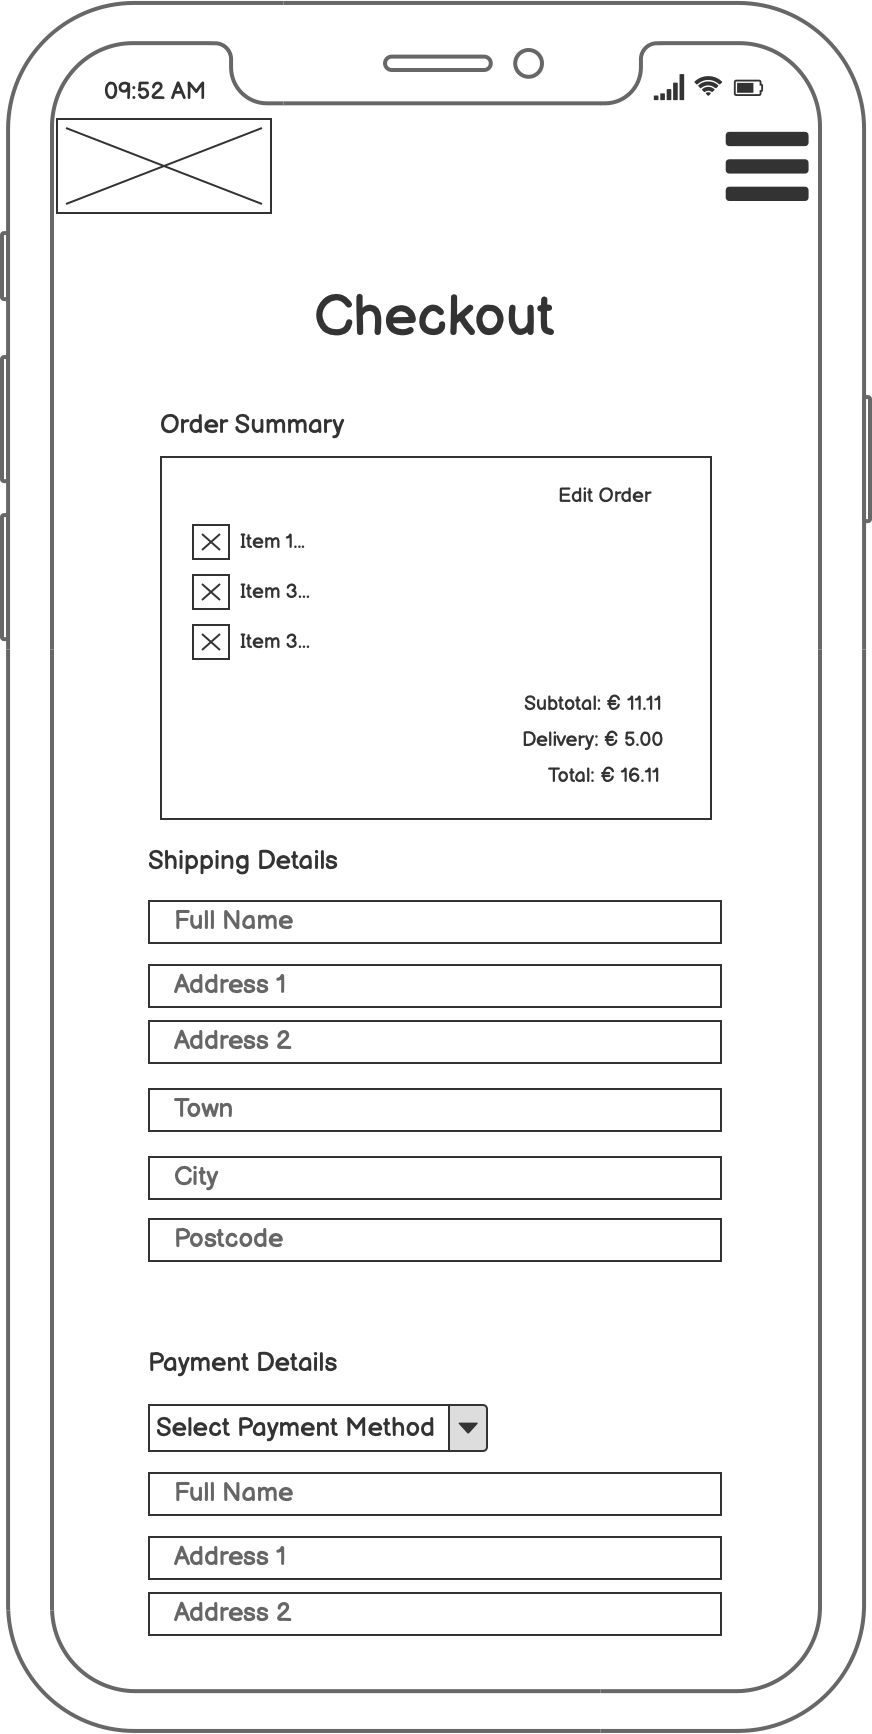 09:52 AM
Checkout
Order Summary
Edit Order
Item 1...
Item 3...
Item 3...
Subtotal: € 11.11
Delivery: € 5.00
Total: € 16.11
Shipping Details
Full Name
Address 1
Address 2
Town
City
Postcode
Payment Details
Select Payment Method
Full Name
Address 1
Address 2